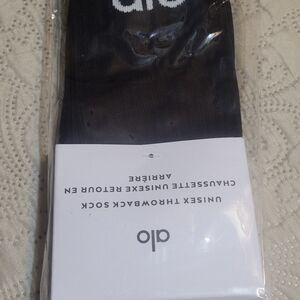 alo
alo
UNISEX THROWBACK SOCK
CHAUSSETTE UNISEXE RETOUR EN
ARRIÈRE